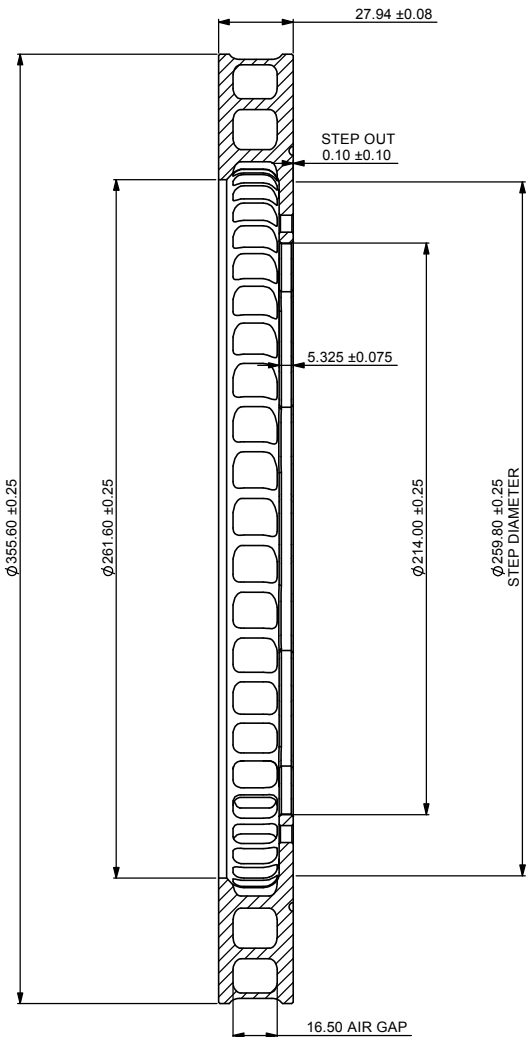 27.94 ±0.08
STEP OUT
0.10 ±0.10
5.325 ±0.075
Ø355.60 ±0.25
Ø261.60 ±0.25
Ø214.00 ±0.25
Ø259.80 ±0.25
STEP DIAMETER
16.50 AIR GAP